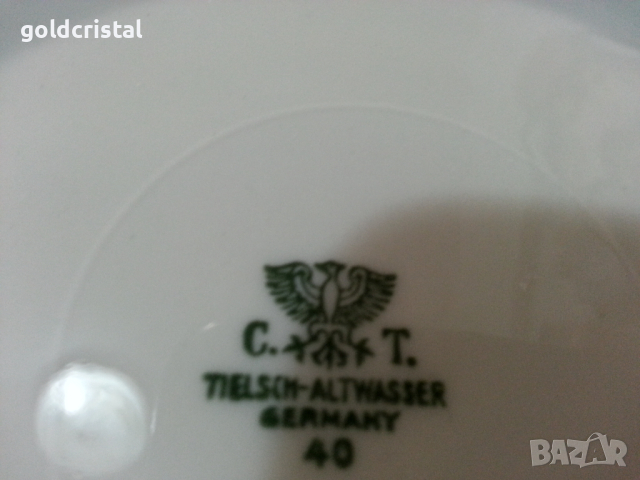 goldcristal
C. T.
TIELSCH-ALTWASSER
GERMANY
40
BAZAR